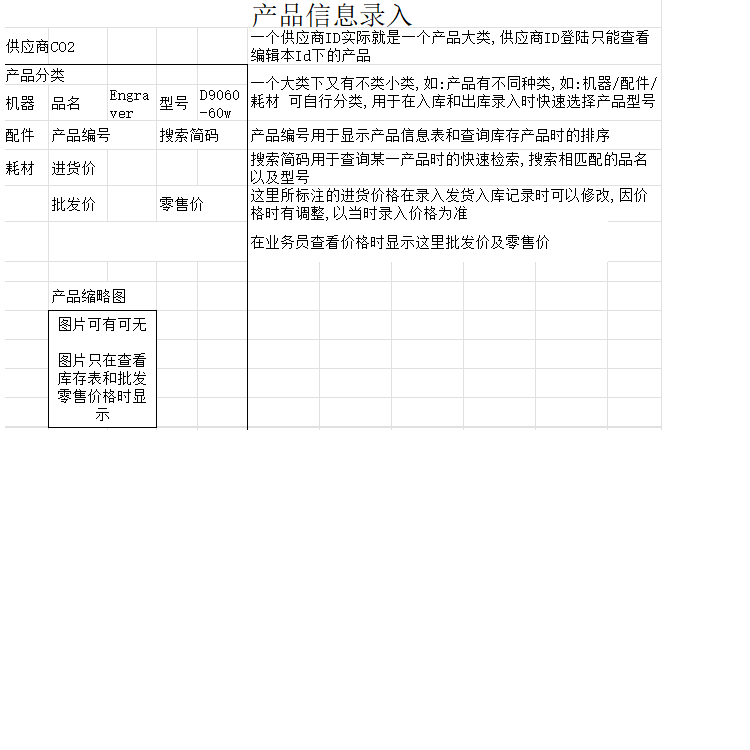 产品信息录入
供应商CO2
一个供应商ID实际就是一个产品大类,供应商ID登陆只能查看
编辑本Id下的产品
产品分类
一个大类下又有不类小类,如:产品有不同种类,如:机器/配件/
耗材 可自行分类,用于在入库和出库录入时快速选择产品型号
机器 品名 Engra
ver 型号 D9060
-60w
配件 产品编号 搜索简码 产品编号用于显示产品信息表和查询库存产品时的排序
耗材 进货价
搜索简码用于查询某一产品时的快速检索,搜索相匹配的品名
以及型号
批发价 零售价
这里所标注的进货价格在录入发货入库记录时可以修改,因价
格时有调整,以当时录入价格为准
在业务员查看价格时显示这里批发价及零售价
产品缩略图
图片可有可无
图片只在查看
库存表和批发
零售价格时显
示